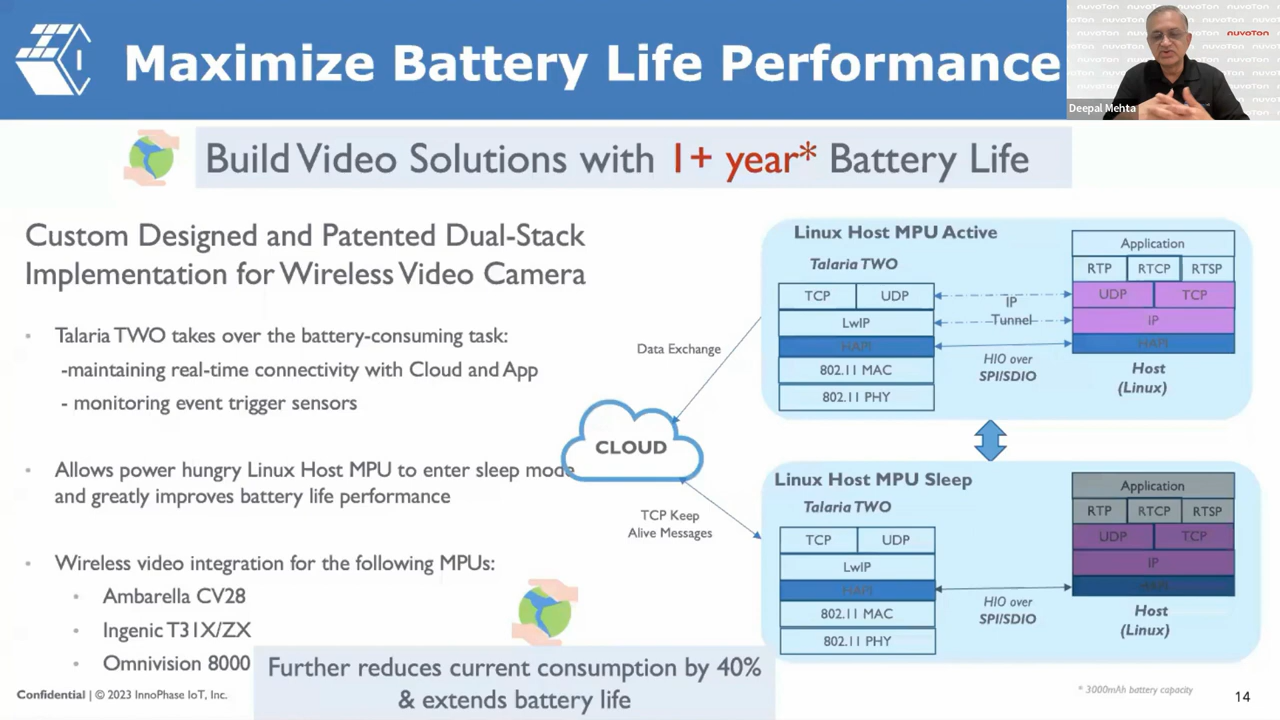 Maximize Battery Life Performance
nuvoton
Deepal Mehta
Build Video Solutions with 1+ year* Battery Life
Custom Designed and Patented Dual-Stack
Implementation for Wireless Video Camera
Talaria TWO takes over the battery-consuming task:
-maintaining real-time connectivity with Cloud and App
- monitoring event trigger sensors
Allows power hungry Linux Host MPU to enter sleep mode
and greatly improves battery life performance
Wireless video integration for the following MPUs:
Ambarella CV28
Ingenic T31X/ZX
Omnivision 8000
Further reduces current consumption by 40%
& extends battery life
CLOUD
Data Exchange
TCP Keep
Alive Messages
Linux Host MPU Active
Talaria TWO
TCP UDP
LwIP
HAPI
802.11 MAC
802.11 PHY
IP
Tunnel
HIO over
SPI/SDIO
Application
RTP RTCP RTSP
UDP TCP
IP
HAPI
Host
(Linux)
Linux Host MPU Sleep
Talaria TWO
TCP UDP
LwIP
HAPI
802.11 MAC
802.11 PHY
HIO over
SPI/SDIO
Application
RTP RTCP RTSP
UDP TCP
IP
Host
(Linux)
Confidential | © 2023 InnoPhase IoT, Inc.
* 3000mAh battery capacity
14